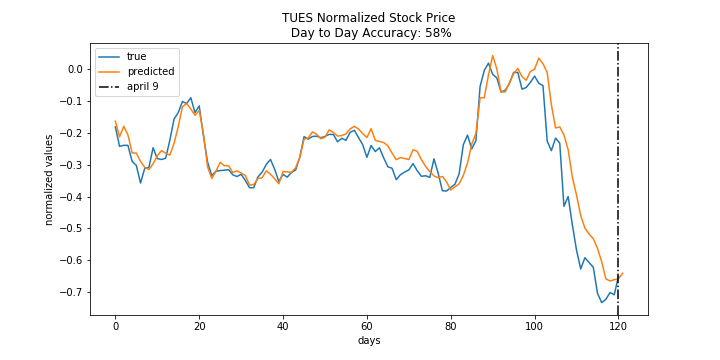 TUES Normalized Stock Price
Day to Day Accuracy: 58%
true
predicted
april 9
normalized values
0.0
−0.1
−0.2
−0.3
−0.4
−0.5
−0.6
−0.7
0 20 40 60 80 100 120
days